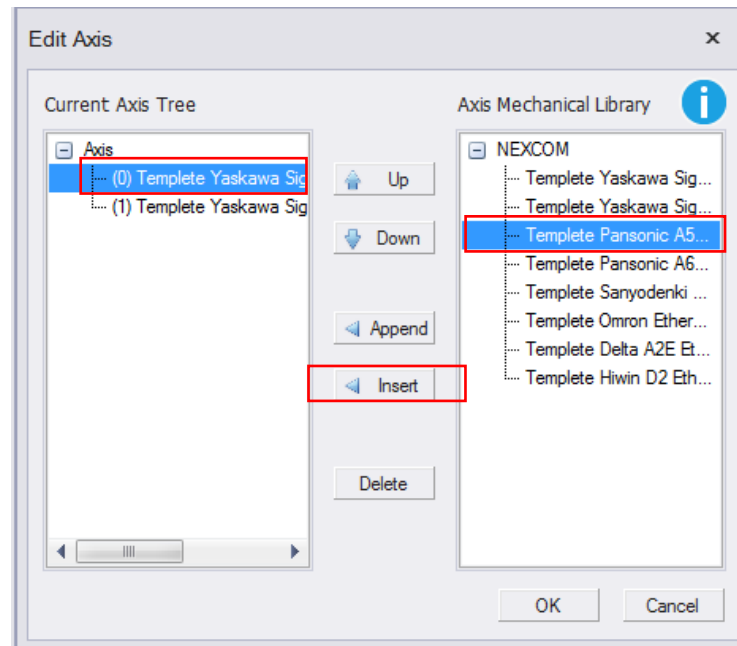 Edit Axis
Current Axis Tree
Axis
(0) Templete Yaskawa Sig
(1) Templete Yaskawa Sig
Up
Down
Append
Insert
Delete
Axis Mechanical Library
NEXCOM
Templete Yaskawa Sig...
Templete Yaskawa Sig...
Templete Pansonic A5...
Templete Pansonic A6...
Templete Sanyodenki ...
Templete Omron Ether...
Templete Delta A2E Et...
Templete Hiwin D2 Eth...
OK
Cancel